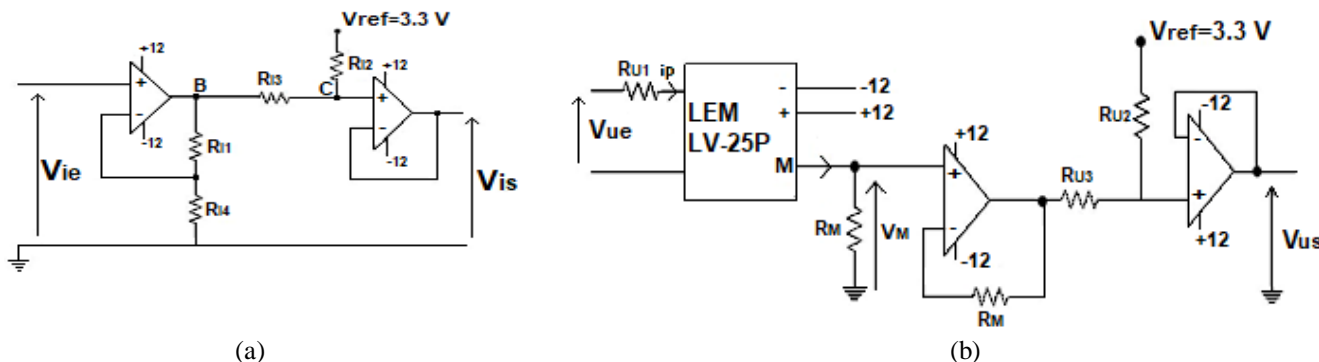 Vref=3.3 V
+12
RI2
+12
B
RI3
C
+
+
-
-
-12
RI1
-12
Vie
Vis
RI4
(a)
Vref=3.3 V
RU1
ip
Vue
LEM
LV-25P
-
-12
+
+12
M
RM
VM
+12
+
-
-12
RM
RU3
RU2
-12
-
+
+12
Vus
(b)